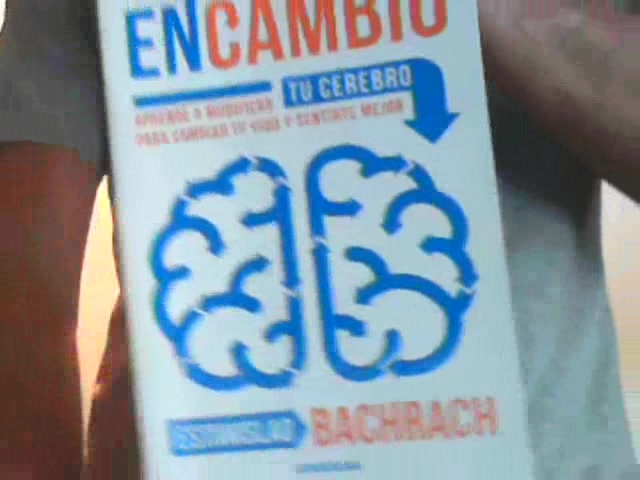 ENCAMBIO
TU CEREBRO
APRENDÉ A MODIFICAR
PARA CAMBIAR TU VIDA Y SENTIRTE MEJOR
ESTANISLAO BACHRACH